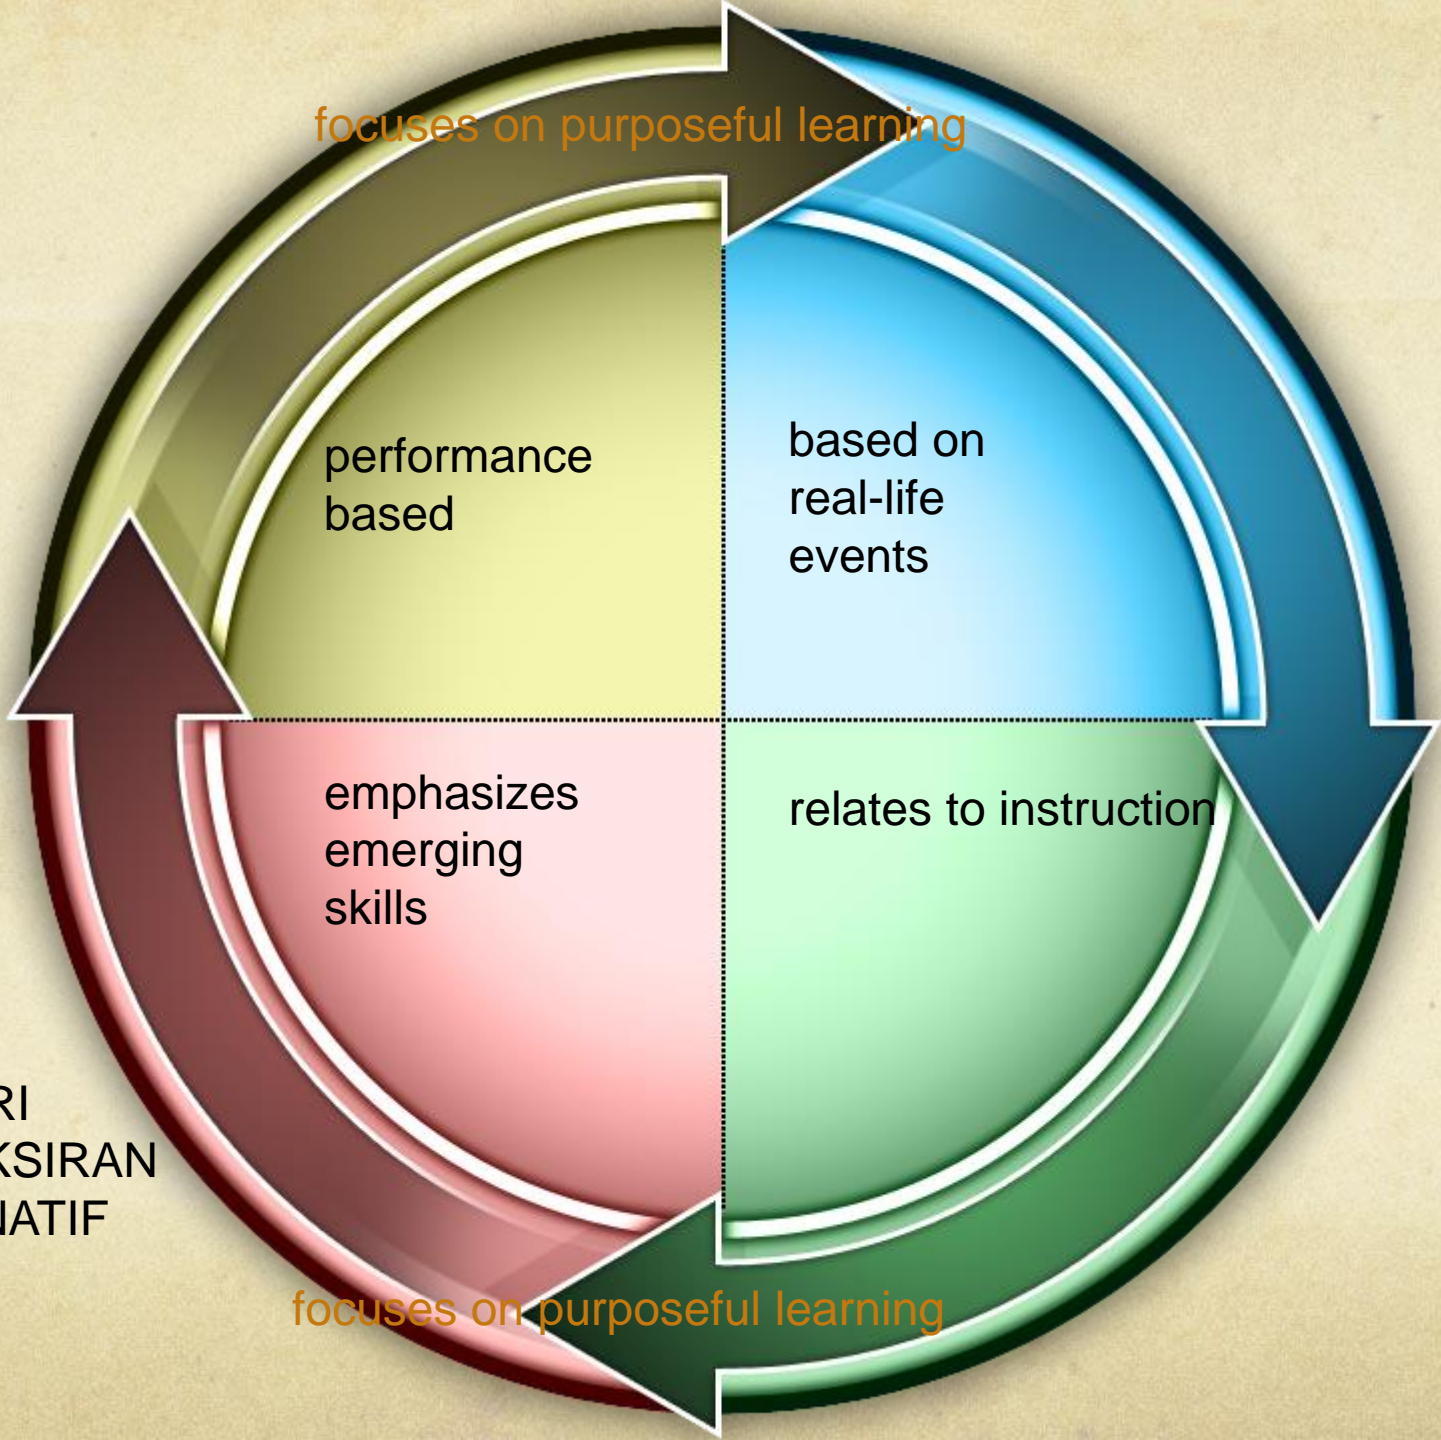 focuses on purposeful learning
performance
based
based on
real-life
events
emphasizes
emerging
skills
relates to instruction
RI
KSIRAN
NATIF
focuses on purposeful learning